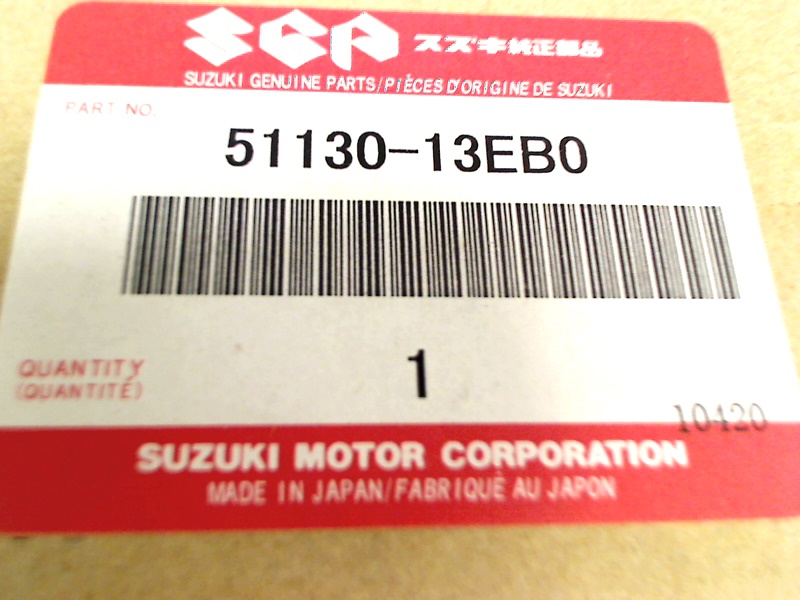 SGP スズキ純正部品
SUZUKI GENUINE PARTS/PIÈCES D'ORIGINE DE SUZUKI
PART NO.
51130-13EB0
QUANTITY
(QUANTITÉ)
1
10420
SUZUKI MOTOR CORPORATION
MADE IN JAPAN/FABRIQUÉ AU JAPON